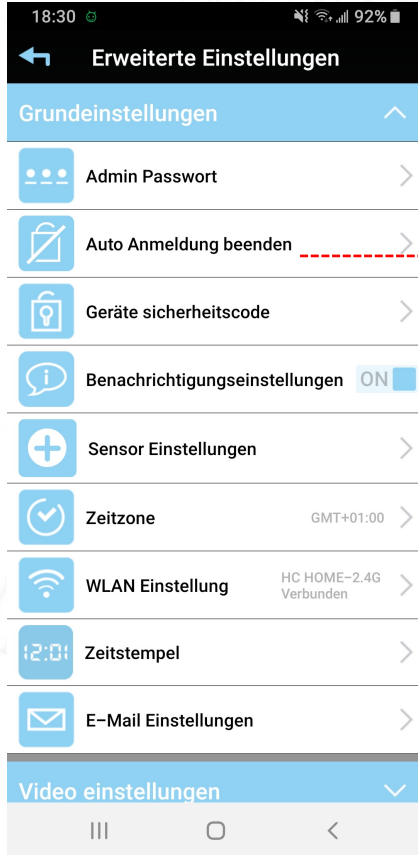 18:30 92%
Erweiterte Einstellungen
Grundeinstellungen
Admin Passwort
Auto Anmeldung beenden
Geräte sicherheitscode
Benachrichtigungseinstellungen ON
Sensor Einstellungen
Zeitzone GMT+01:00
WLAN Einstellung HC HOME-2.4G
Verbunden
12:01 Zeitstempel
E-Mail Einstellungen
Video einstellungen